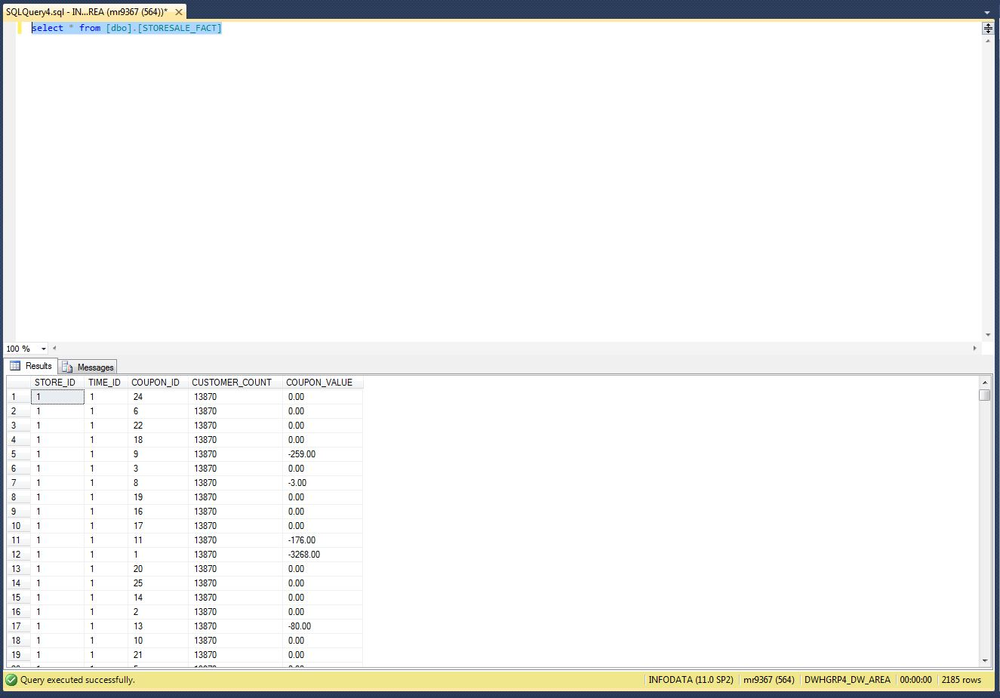 SQLQuery4.sql - IN...REA (mr9367 (564))*
select * from [dbo].[STORESALE_FACT]
100 %
Results Messages
STORE_ID TIME_ID COUPON_ID CUSTOMER_COUNT COUPON_VALUE
1 1 1 24 13870 0.00
2 1 1 6 13870 0.00
3 1 1 22 13870 0.00
4 1 1 18 13870 0.00
5 1 1 9 13870 -259.00
6 1 1 3 13870 0.00
7 1 1 8 13870 -3.00
8 1 1 19 13870 0.00
9 1 1 16 13870 0.00
10 1 1 17 13870 0.00
11 1 1 11 13870 -176.00
12 1 1 1 13870 -3268.00
13 1 1 20 13870 0.00
14 1 1 25 13870 0.00
15 1 1 14 13870 0.00
16 1 1 2 13870 0.00
17 1 1 13 13870 -80.00
18 1 1 10 13870 0.00
19 1 1 21 13870 0.00
Query executed successfully. INFODATA (11.0 SP2) mr9367 (564) DWHGRP4_DW_AREA 00:00:00 2185 rows